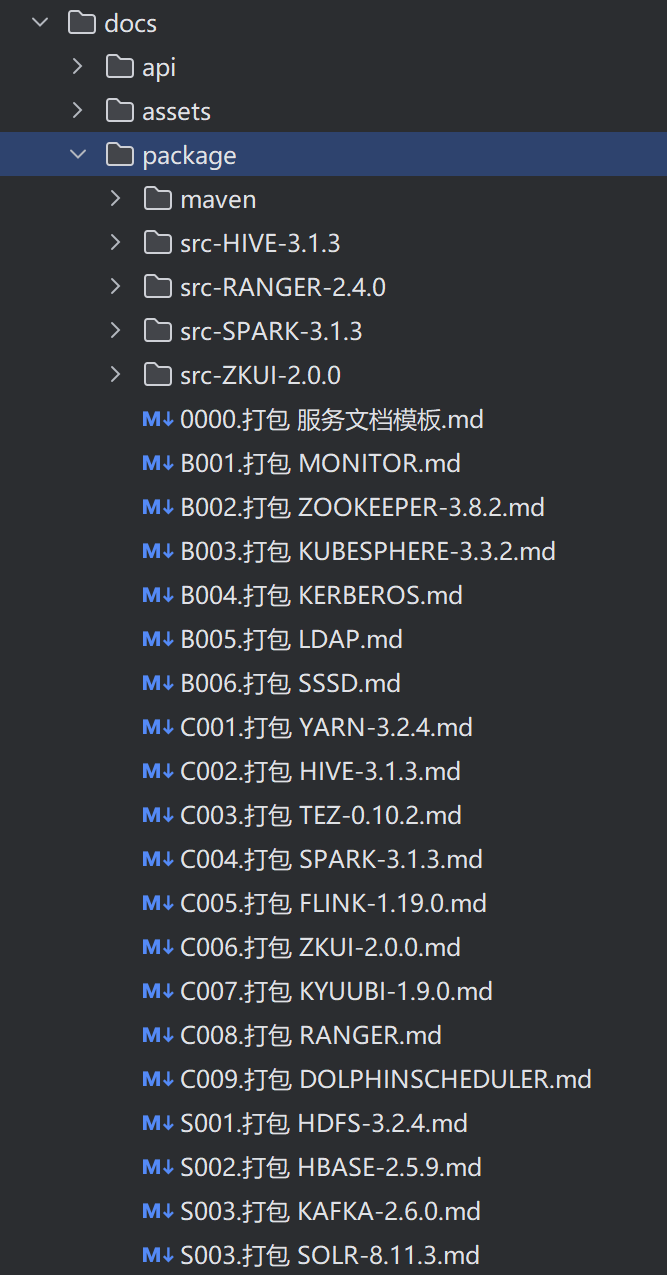 docs
api
assets
package
maven
src-HIVE-3.1.3
src-RANGER-2.4.0
src-SPARK-3.1.3
src-ZKUI-2.0.0
M↓ 0000.打包 服务文档模板.md
M↓ B001.打包 MONITOR.md
M↓ B002.打包 ZOOKEEPER-3.8.2.md
M↓ B003.打包 KUBESPHERE-3.3.2.md
M↓ B004.打包 KERBEROS.md
M↓ B005.打包 LDAP.md
M↓ B006.打包 SSSD.md
M↓ C001.打包 YARN-3.2.4.md
M↓ C002.打包 HIVE-3.1.3.md
M↓ C003.打包 TEZ-0.10.2.md
M↓ C004.打包 SPARK-3.1.3.md
M↓ C005.打包 FLINK-1.19.0.md
M↓ C006.打包 ZKUI-2.0.0.md
M↓ C007.打包 KYUUBI-1.9.0.md
M↓ C008.打包 RANGER.md
M↓ C009.打包 DOLPHINSCHEDULER.md
M↓ S001.打包 HDFS-3.2.4.md
M↓ S002.打包 HBASE-2.5.9.md
M↓ S003.打包 KAFKA-2.6.0.md
M↓ S003.打包 SOLR-8.11.3.md